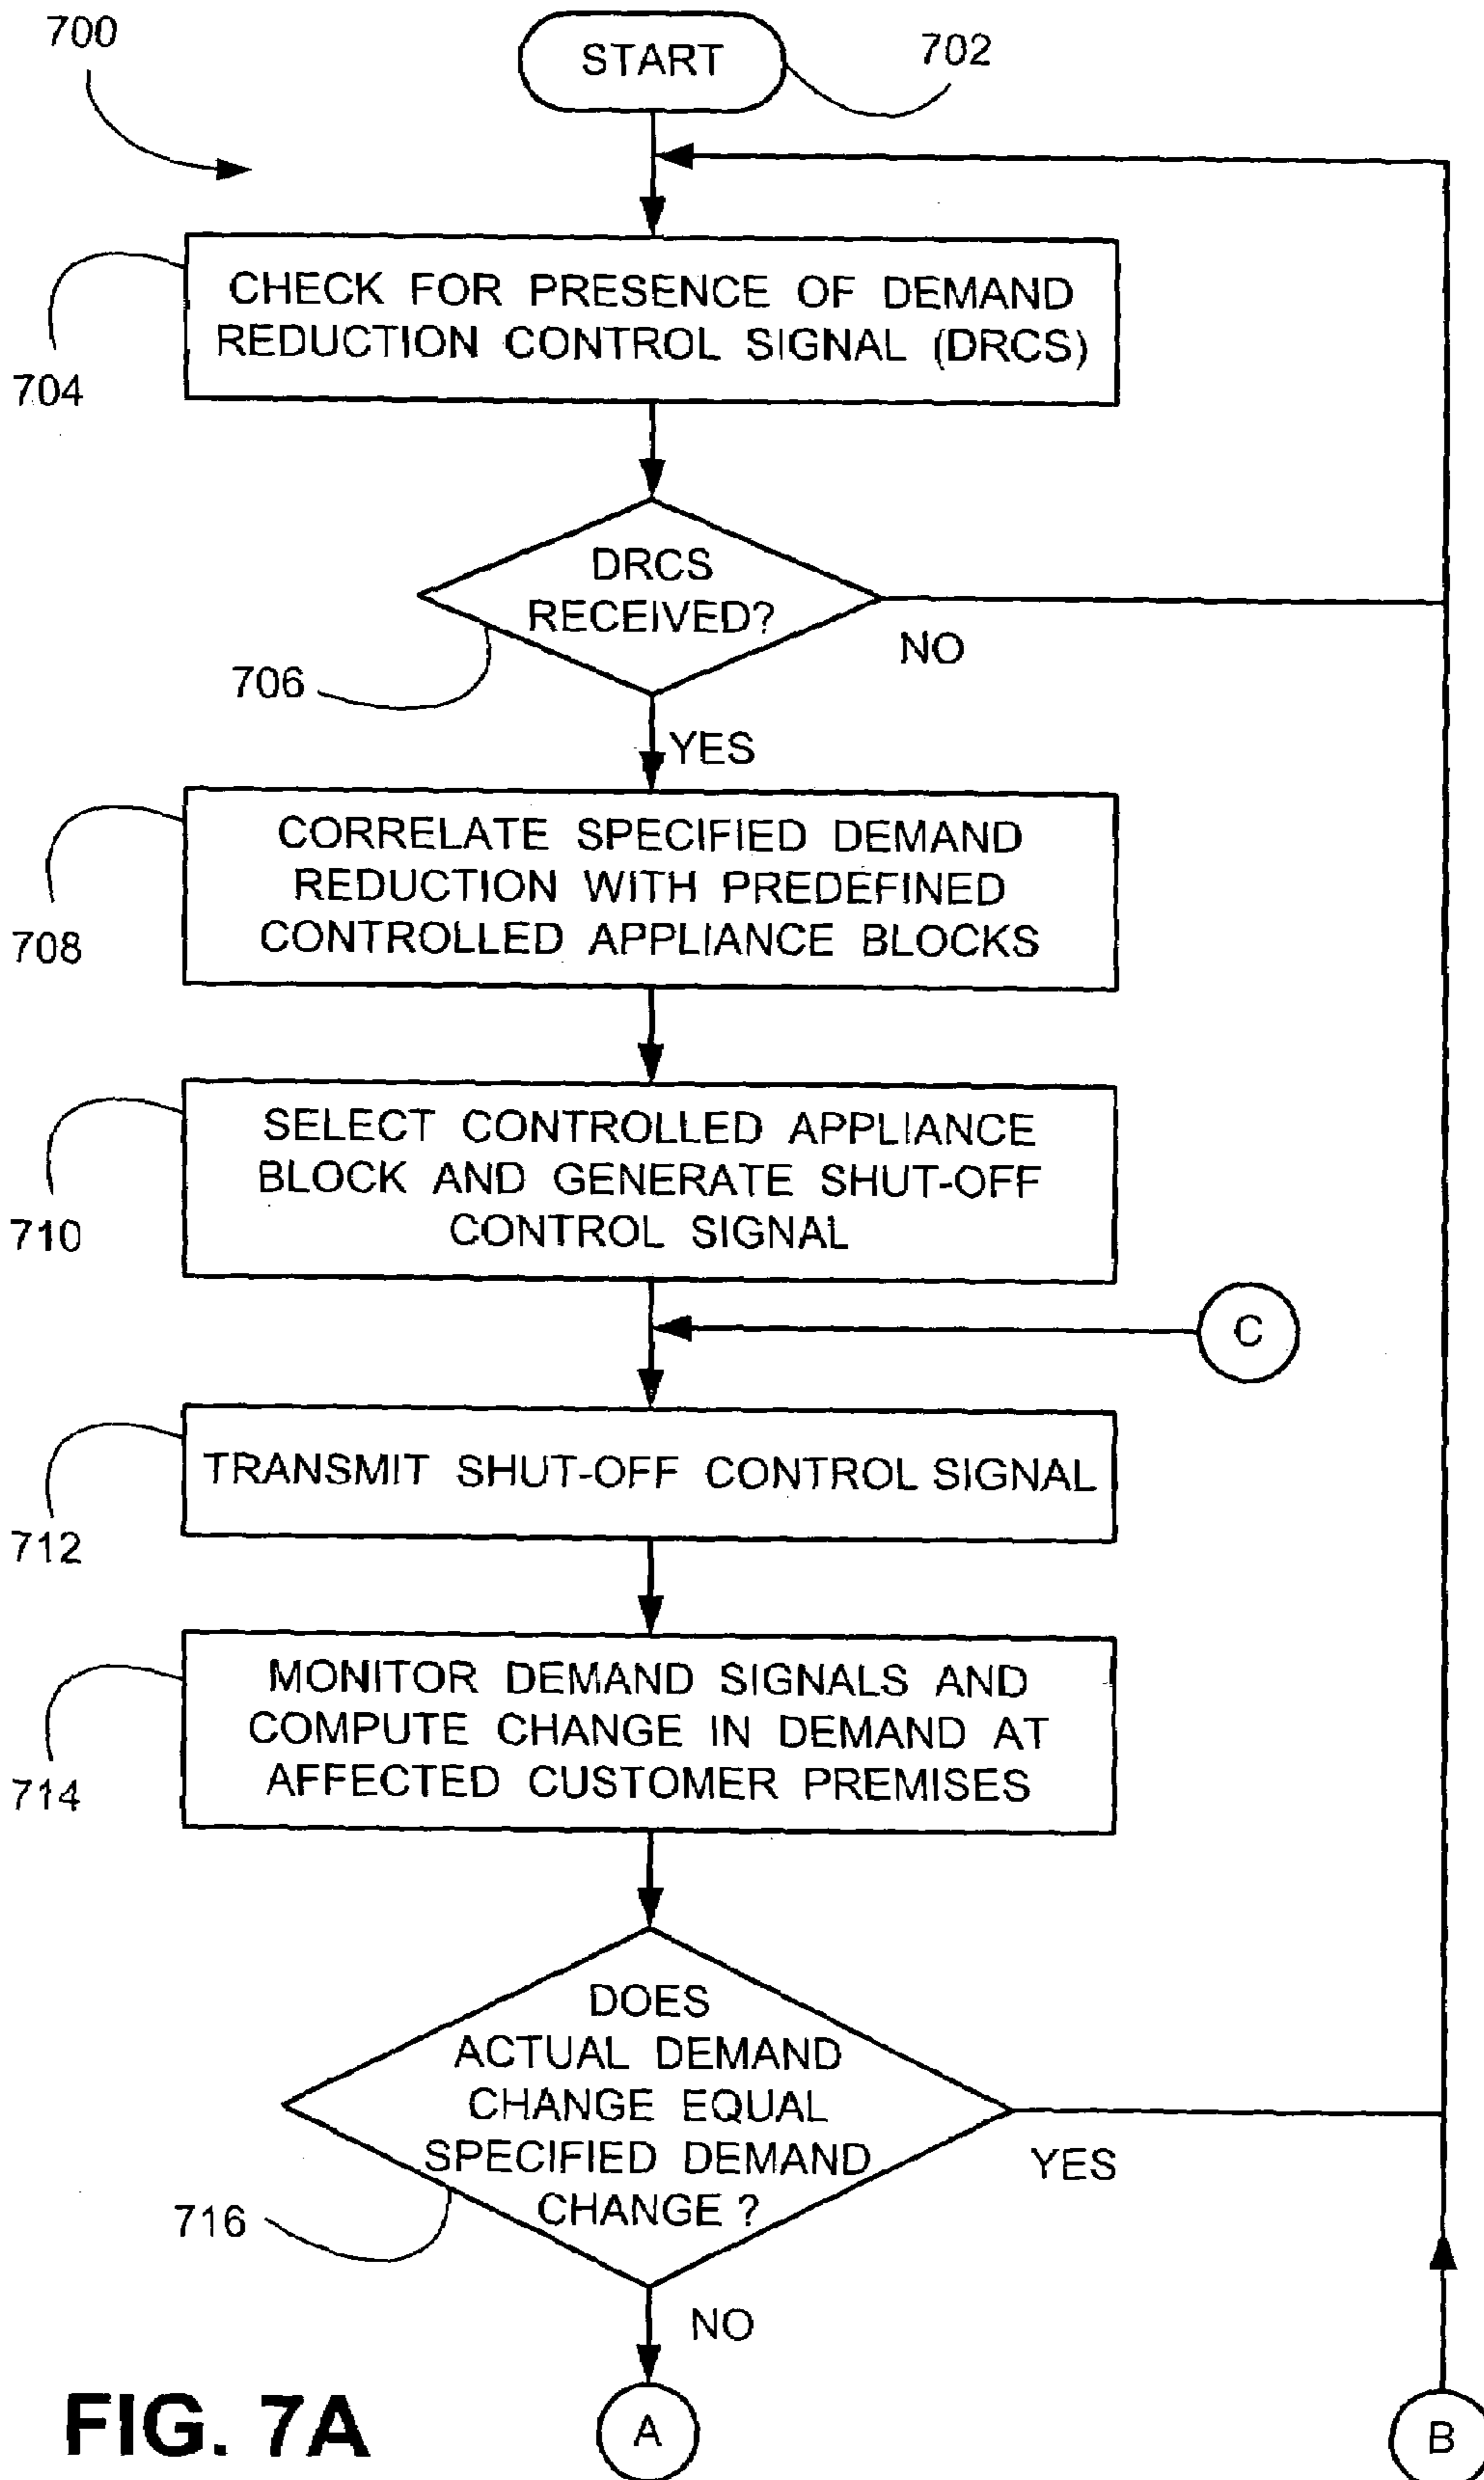 700
START
702
CHECK FOR PRESENCE OF DEMAND
REDUCTION CONTROL SIGNAL (DRCS)
704
DRCS
RECEIVED?
NO
706
YES
CORRELATE SPECIFIED DEMAND
REDUCTION WITH PREDEFINED
CONTROLLED APPLIANCE BLOCKS
708
SELECT CONTROLLED APPLIANCE
BLOCK AND GENERATE SHUT-OFF
CONTROL SIGNAL
710
C
TRANSMIT SHUT-OFF CONTROL SIGNAL
712
MONITOR DEMAND SIGNALS AND
COMPUTE CHANGE IN DEMAND AT
AFFECTED CUSTOMER PREMISES
714
DOES
ACTUAL DEMAND
CHANGE EQUAL
SPECIFIED DEMAND
CHANGE ?
YES
716
NO
FIG. 7A
A
B